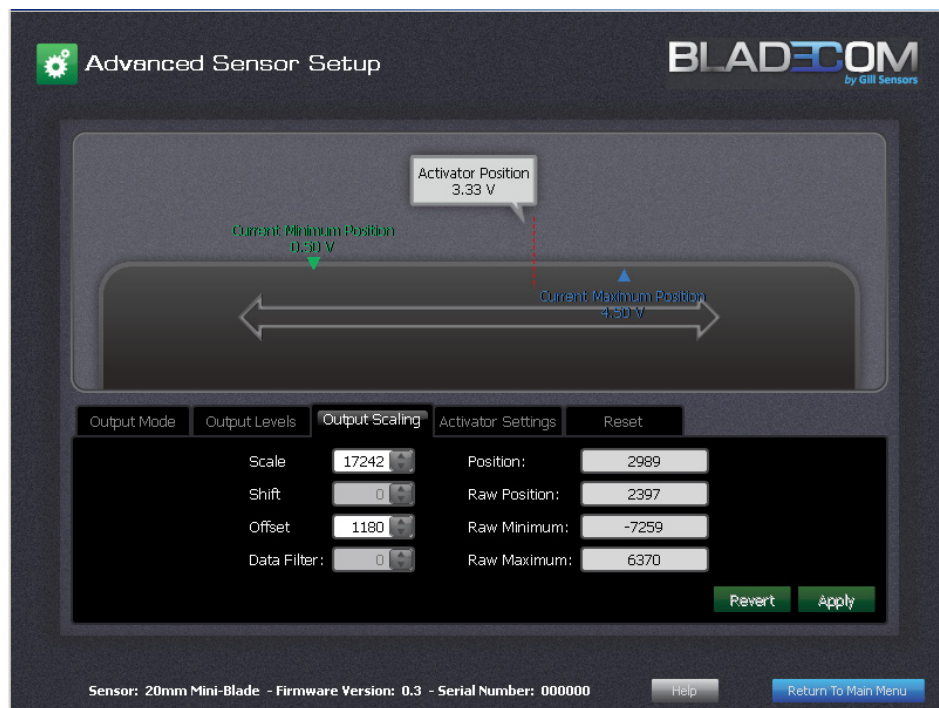 Advanced Sensor Setup
BLADECOM
by Gill Sensors
Activator Position
3.33 V
Current Minimum Position
0.50 V
Current Maximum Position
4.50 V
Output Mode Output Levels Output Scaling Activator Settings Reset
Scale 17242 Position: 2989
Shift 0 Raw Position: 2397
Offset 1180 Raw Minimum: -7259
Data Filter: 0 Raw Maximum: 6370
Revert Apply
Sensor: 20mm Mini-Blade - Firmware Version: 0.3 - Serial Number: 000000 Help Return To Main Menu